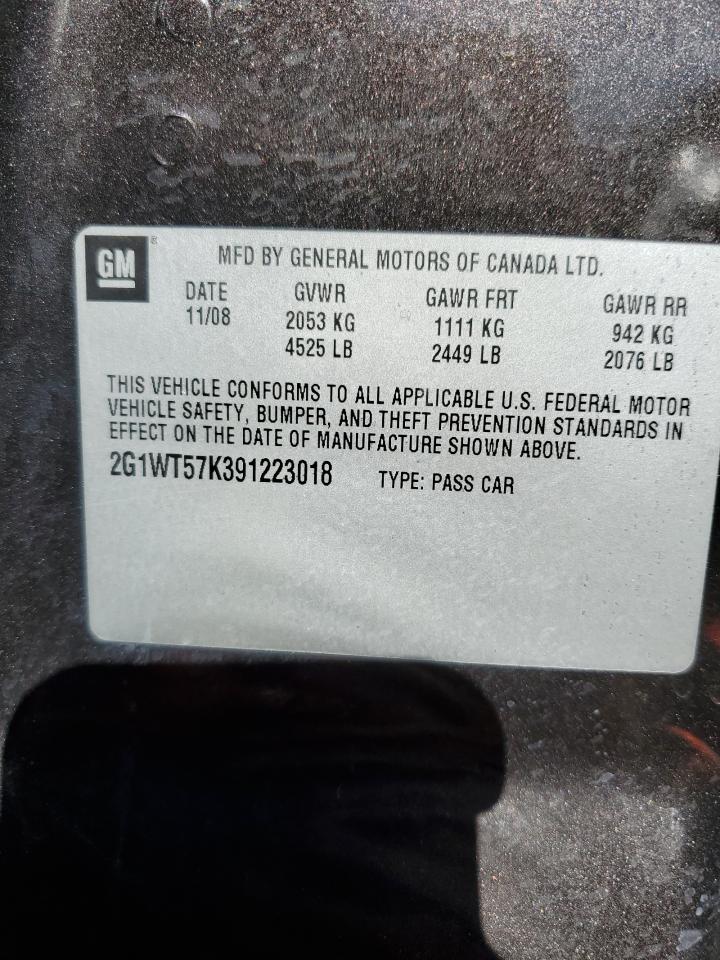 GM®
MFD BY GENERAL MOTORS OF CANADA LTD.
DATE GVWR GAWR FRT GAWR RR
11/08 2053 KG 1111 KG 942 KG
4525 LB 2449 LB 2076 LB
THIS VEHICLE CONFORMS TO ALL APPLICABLE U.S. FEDERAL MOTOR
VEHICLE SAFETY, BUMPER, AND THEFT PREVENTION STANDARDS IN
EFFECT ON THE DATE OF MANUFACTURE SHOWN ABOVE.
2G1WT57K391223018 TYPE: PASS CAR